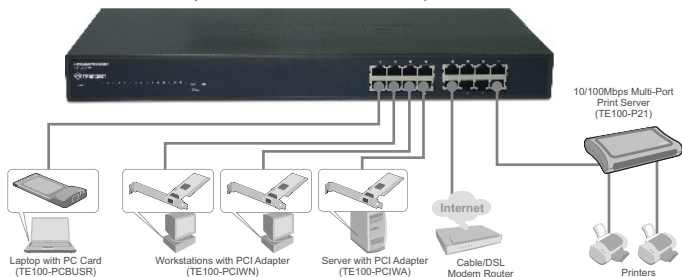 10/100Mbps Multi-Port
Print Server
(TE100-P21)
Internet
Laptop with PC Card
(TE100-PCBUSR)
Workstations with PCI Adapter
(TE100-PCIWN)
Server with PCI Adapter
(TE100-PCIWA)
Cable/DSL
Modem Router
Printers